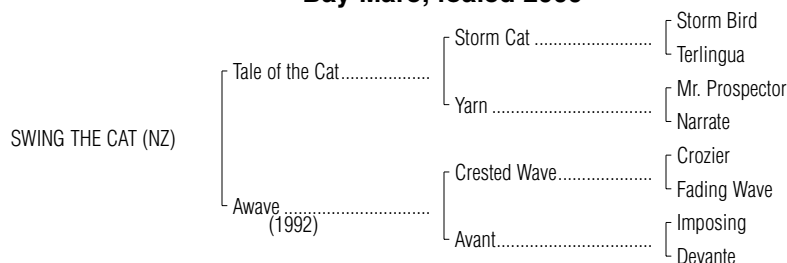 Bay Mare; foaled
Storm Bird
Storm Cat
Terlingua
Tale of the Cat
Mr. Prospector
Yarn
Narrate
SWING THE CAT (NZ)
Crozier
Crested Wave
Fading Wave
Awave
(1992)
Imposing
Avant
Devante